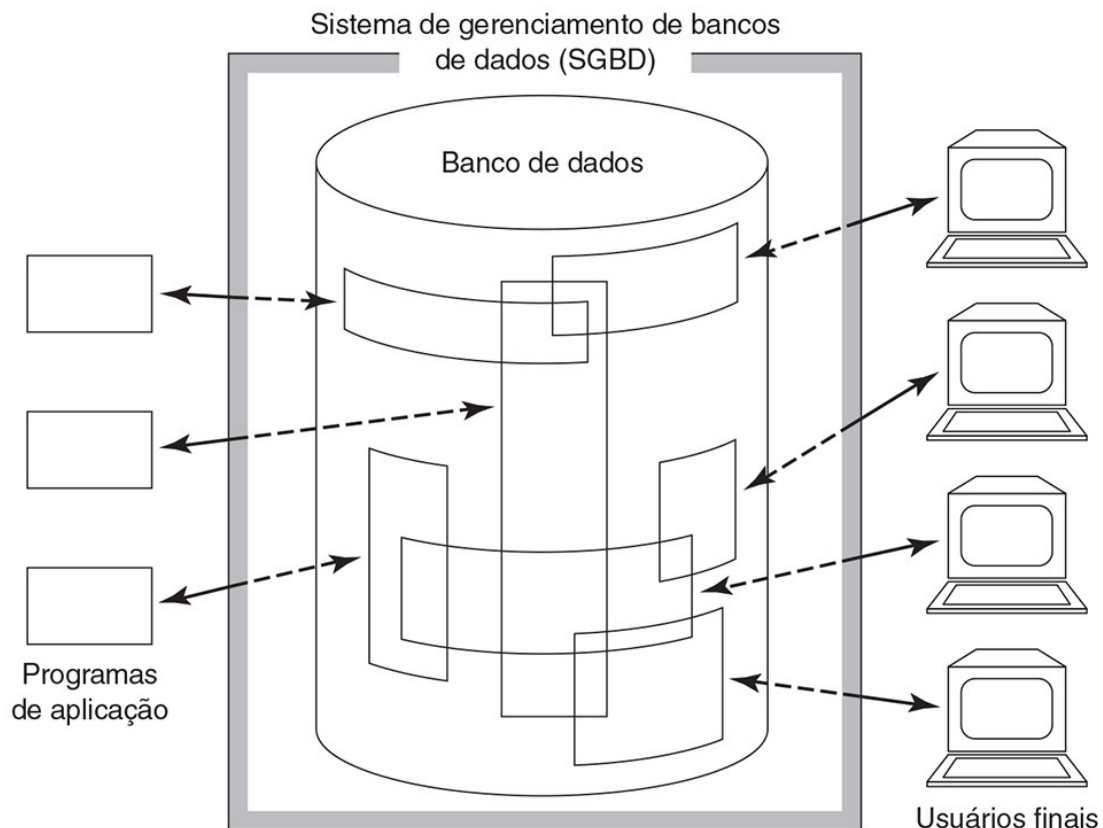 Sistema de gerenciamento de bancos
de dados (SGBD)
Banco de dados
Programas
de aplicação
Usuários finais